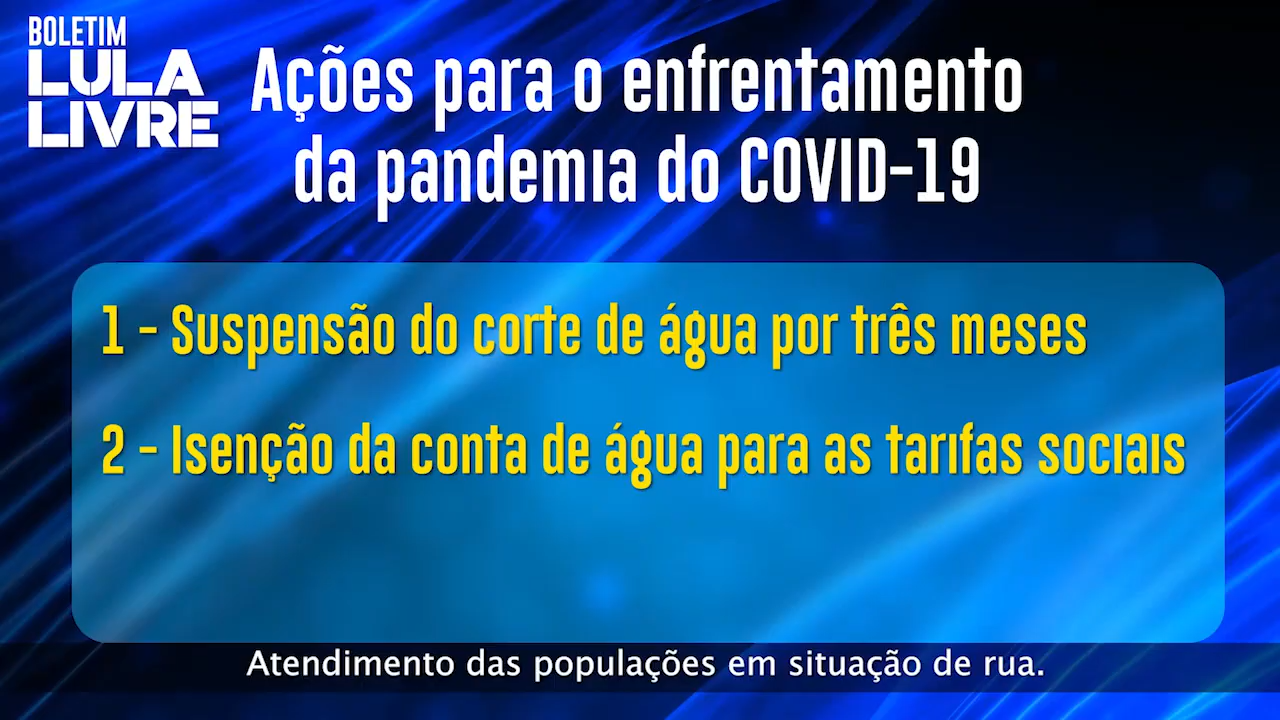 BOLETIM
LULA
LIVRE
Ações para o enfrentamento
da pandemia do COVID-19
1 - Suspensão do corte de água por três meses
2 - Isenção da conta de água para as tarifas sociais
Atendimento das populações em situação de rua.